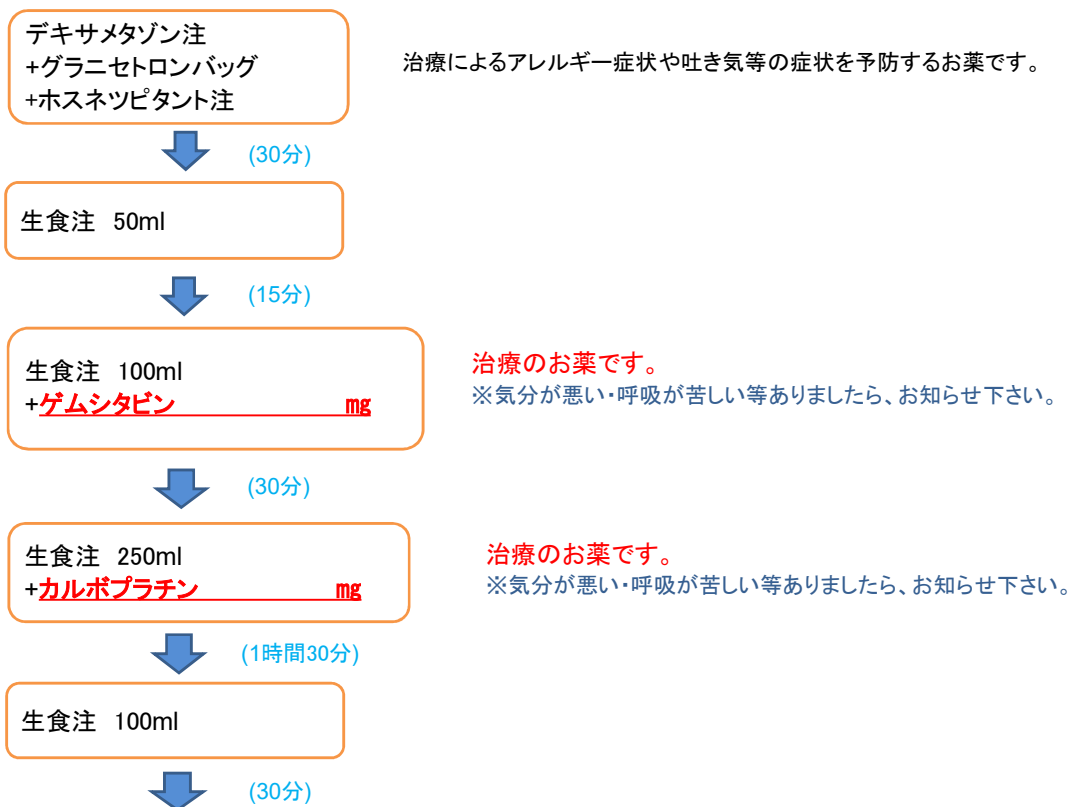 デキサメタゾン注
+グラニセトロンバッグ
+ホスネツピタント注
治療によるアレルギー症状や吐き気等の症状を予防するお薬です。
(30分)
生食注 50ml
(15分)
生食注 100ml
+ゲムシタビン mg
治療のお薬です。
※気分が悪い・呼吸が苦しい等ありましたら、お知らせ下さい。
(30分)
生食注 250ml
+カルボプラチン mg
治療のお薬です。
※気分が悪い・呼吸が苦しい等ありましたら、お知らせ下さい。
(1時間30分)
生食注 100ml
(30分)